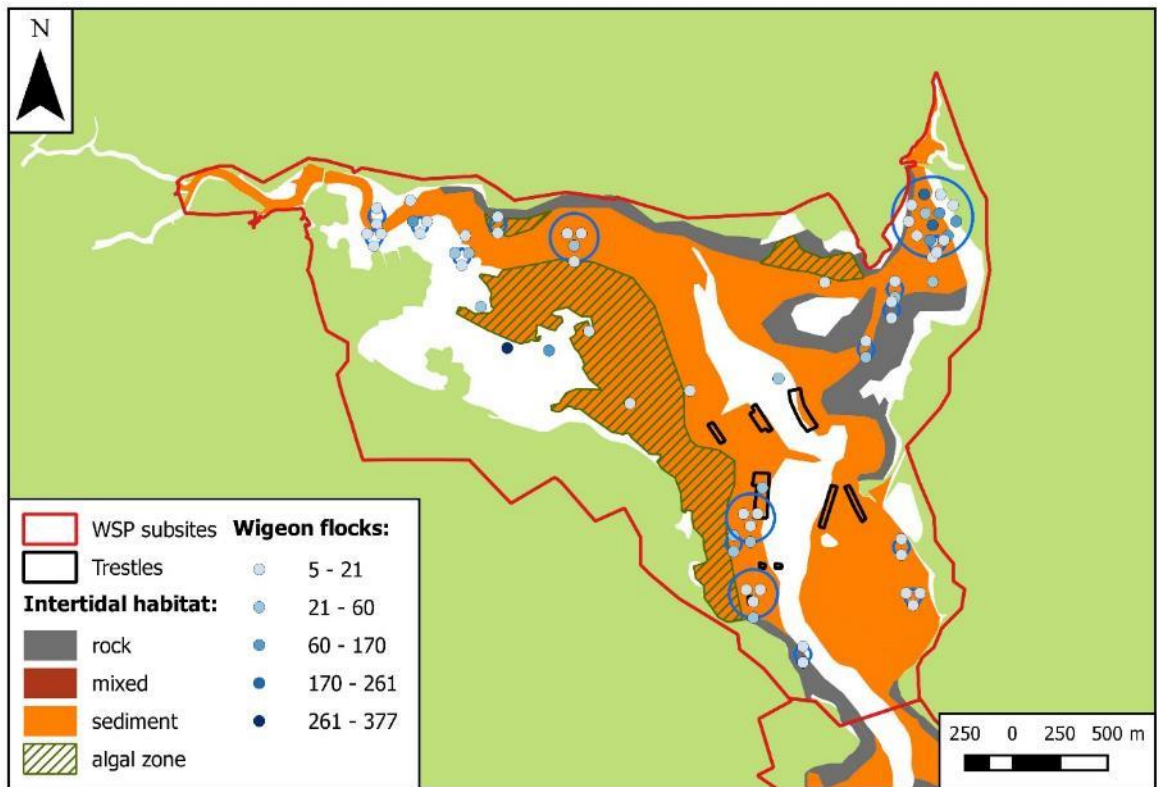 N
WSP subsites
Trestles
Intertidal habitat:
rock
mixed
sediment
algal zone
Wigeon flocks:
5 - 21
21 - 60
60 - 170
170 - 261
261 - 377
250 0 250 500 m